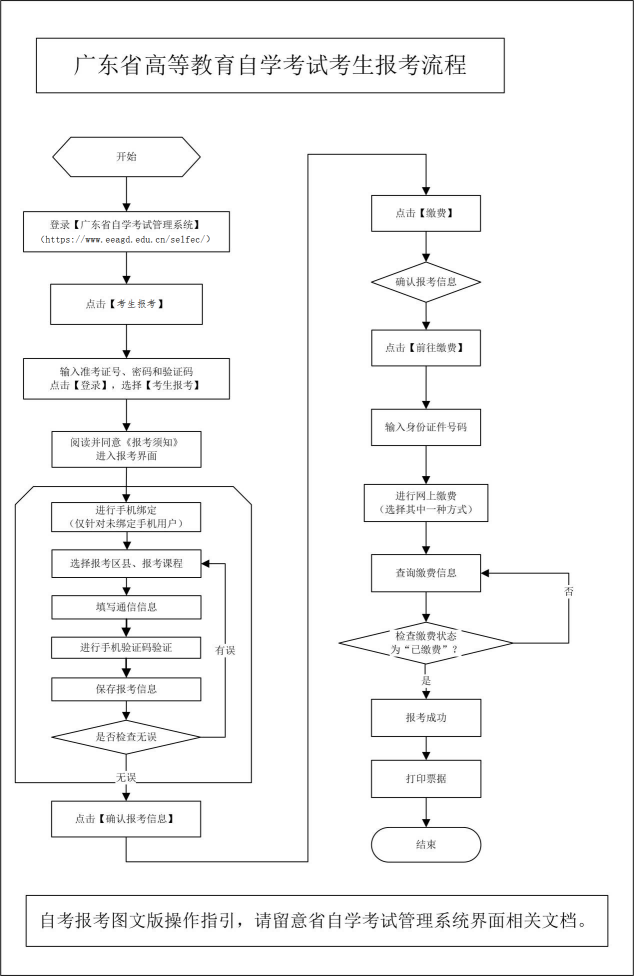 广东省高等教育自学考试考生报考流程
开始
登录【广东省自学考试管理系统】
（https://www.eeagd.edu.cn/selfec/）
点击【考生报考】
输入准考证号、密码和验证码
点击【登录】，选择【考生报考】
阅读并同意《报考须知》
进入报考界面
进行手机绑定
（仅针对未绑定手机用户）
选择报考区县、报考课程
填写通信信息
进行手机验证码验证
有误
保存报考信息
是否检查无误
无误
点击【确认报考信息】
点击【缴费】
确认报考信息
点击【前往缴费】
输入身份证件号码
进行网上缴费
（选择其中一种方式）
查询缴费信息
否
检查缴费状态
为“已缴费”？
是
报考成功
打印票据
结束
自考报考图文版操作指引，请留意省自学考试管理系统界面相关文档。